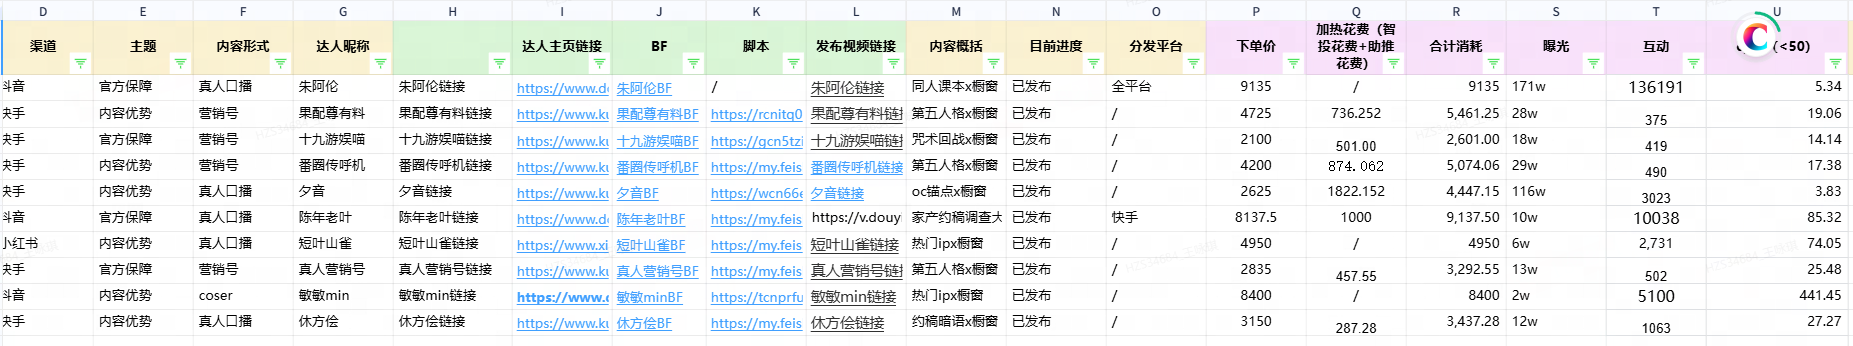 D E F G H I J K L M N O P Q R S T U
渠道 主题 内容形式 达人昵称 达人主页链接 BF 脚本 发布视频链接 内容概括 目前进度 分发平台 下单价 加热花费（智投花费+助推花费） 合计消耗 曝光 互动 （<50）
抖音 官方保障 真人口播 朱阿伦 朱阿伦链接 https://www.do 朱阿伦BF / 朱阿伦链接 同人课本x橱窗 已发布 全平台 9135 / 9135 171w 136191 5.34
快手 内容优势 营销号 果配尊有料 果配尊有料链接 https://www.ku 果配尊有料BF https://rcnitq0 果配尊有料链接 第五人格x橱窗 已发布 / 4725 736.252 5,461.25 28w 375 19.06
快手 官方保障 营销号 十九游娱喵 十九游娱喵链接 https://www.ku 十九游娱喵BF https://gcn5tzi 十九游娱喵链接 咒术回战x橱窗 已发布 / 2100 501.00 2,601.00 18w 419 14.14
快手 内容优势 营销号 番圈传呼机 番圈传呼机链接 https://www.ku 番圈传呼机BF https://my.feis 番圈传呼机链接 第五人格x橱窗 已发布 / 4200 874.062 5,074.06 29w 490 17.38
快手 内容优势 真人口播 夕音 夕音链接 https://www.ku 夕音BF https://wcn66e 夕音链接 oc锚点x橱窗 已发布 / 2625 1822.152 4,447.15 116w 3023 3.83
抖音 官方保障 真人口播 陈年老叶 陈年老叶链接 https://www.do 陈年老叶BF https://my.feis https://v.douyi 家产约稿调查大 已发布 快手 8137.5 1000 9,137.50 10w 10038 85.32
小红书 内容优势 真人口播 短叶山雀 短叶山雀链接 https://www.xi 短叶山雀BF https://my.feis 短叶山雀链接 热门ipx橱窗 已发布 / 4950 / 4950 6w 2,731 74.05
快手 官方保障 营销号 真人营销号 真人营销号链接 https://www.ku 真人营销号BF https://my.feis 真人营销号链接 第五人格x橱窗 已发布 / 2835 457.55 3,292.55 13w 502 25.48
抖音 内容优势 coser 敏敏min 敏敏min链接 https://www.d 敏敏minBF https://tcnprfu 敏敏min链接 热门ipx橱窗 已发布 / 8400 / 8400 2w 5100 441.45
快手 内容优势 真人口播 休方侩 休方侩链接 https://www.ku 休方侩BF https://my.feis 休方侩链接 约稿暗语x橱窗 已发布 / 3150 287.28 3,437.28 12w 1063 27.27